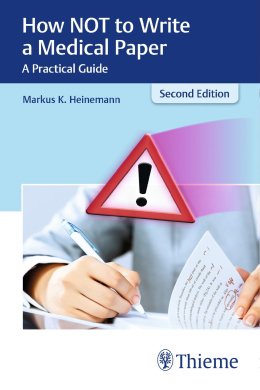 How NOT to Write
a Medical Paper
A Practical Guide
Markus K. Heinemann
Second Edition
!
Thieme